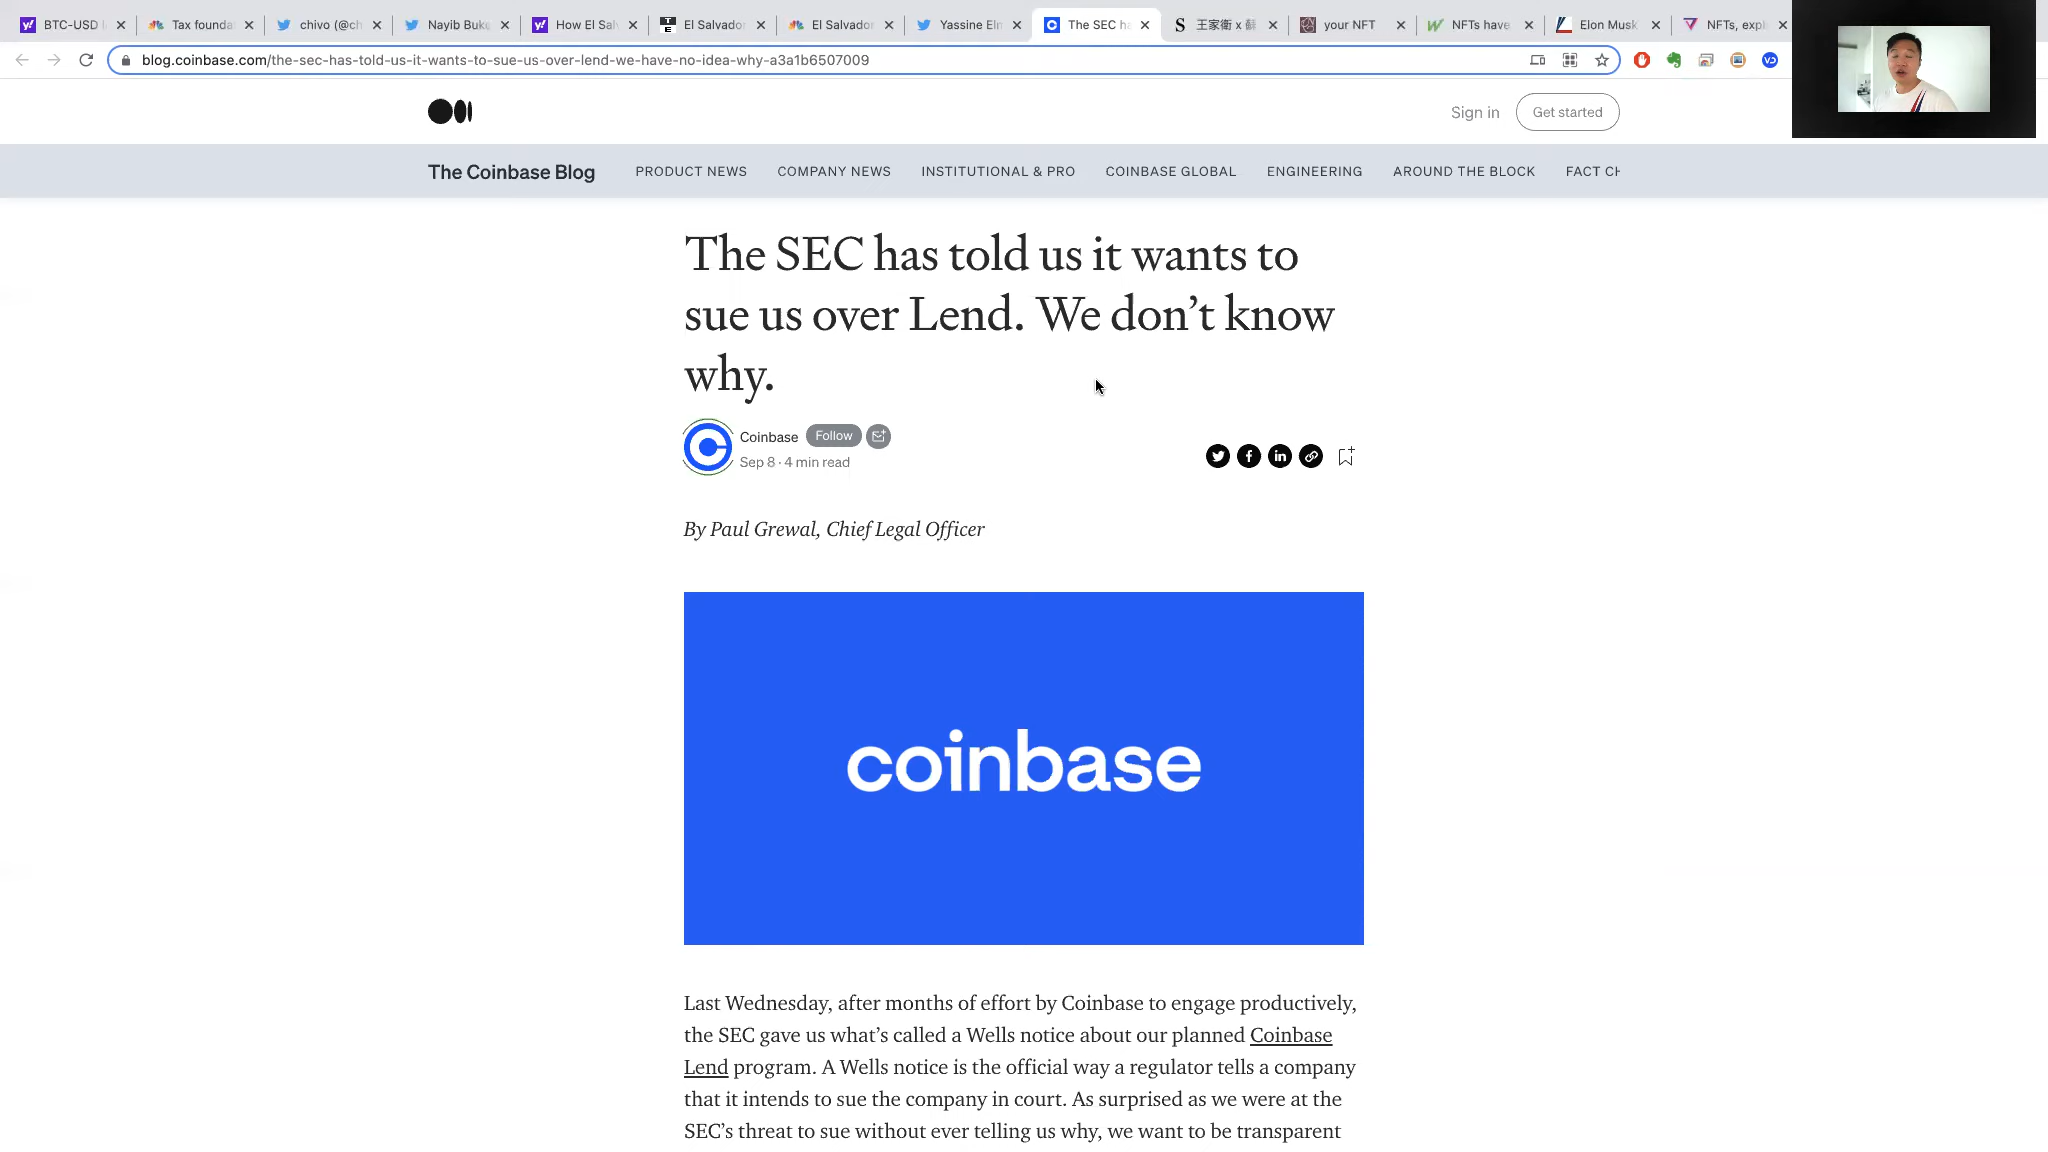 BTC-USD
Tax founda
chivo (@ch
Nayib Buke
How El Sal
El Salvador
El Salvador
Yassine Elm
The SEC ha
王家衛 x 蘇
your NFT
NFTs have
Elon Musk
NFTs, expl
blog.coinbase.com/the-sec-has-told-us-it-wants-to-sue-us-over-lend-we-have-no-idea-why-a3a1b6507009
Sign in
Get started
The Coinbase Blog
PRODUCT NEWS
COMPANY NEWS
INSTITUTIONAL & PRO
COINBASE GLOBAL
ENGINEERING
AROUND THE BLOCK
FACT CH
The SEC has told us it wants to
sue us over Lend. We don’t know
why.
Coinbase
Follow
Sep 8 · 4 min read
By Paul Grewal, Chief Legal Officer
coinbase
Last Wednesday, after months of effort by Coinbase to engage productively,
the SEC gave us what’s called a Wells notice about our planned Coinbase
Lend program. A Wells notice is the official way a regulator tells a company
that it intends to sue the company in court. As surprised as we were at the
SEC’s threat to sue without ever telling us why, we want to be transparent